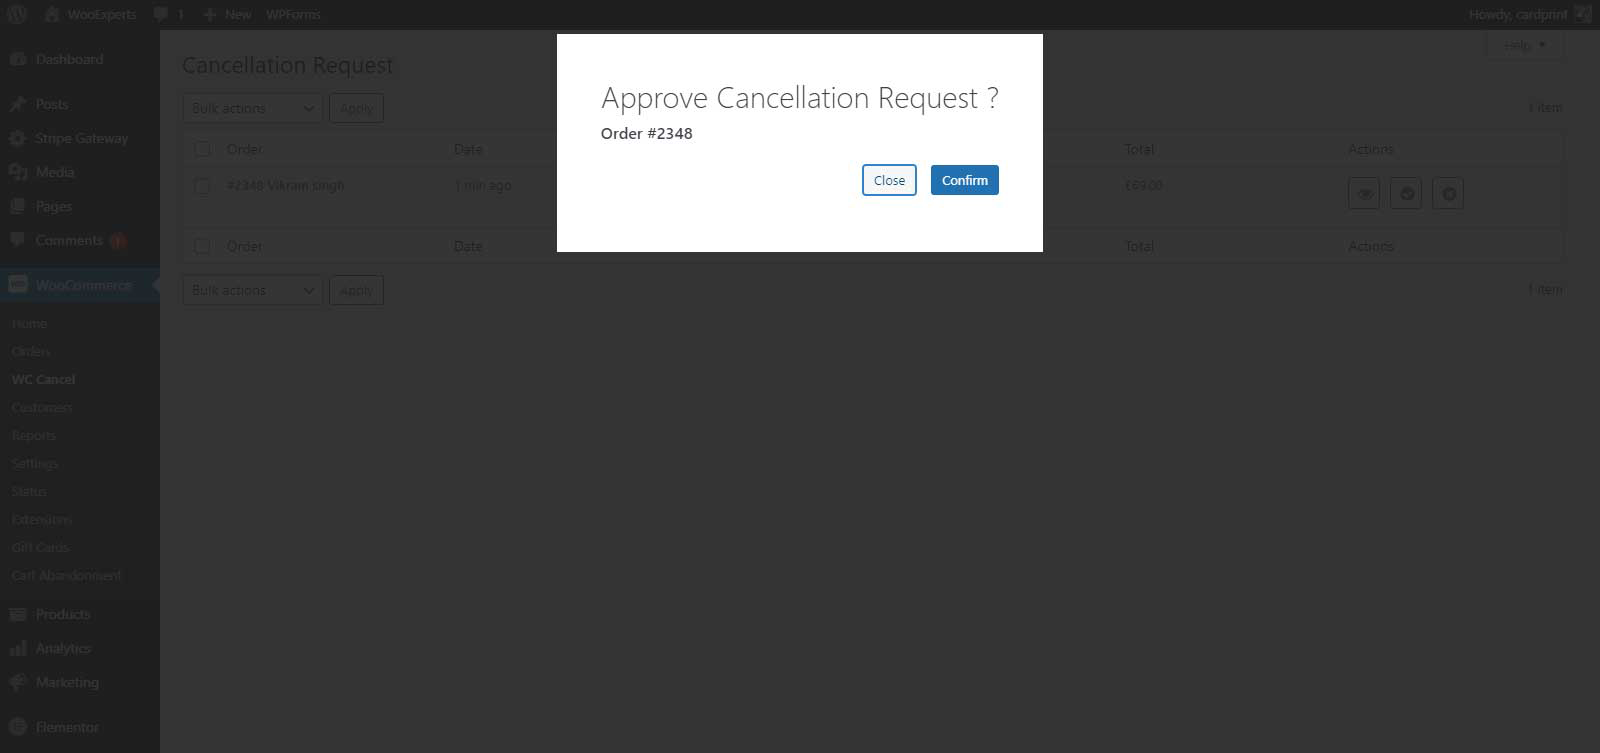 WooExperts 1 New WPForms Howdy, cardprint
Help
Dashboard
Posts
Stripe Gateway
Media
Pages
Comments 1
WooCommerce
Home
Orders
WC Cancel
Customers
Reports
Settings
Status
Extensions
Gift Cards
Cart Abandonment
Products
Analytics
Marketing
Elementor
Cancellation Request
Bulk actions Apply 1 item
Order Date Total Actions
#2348 Vikram singh 1 min ago £69.00
Order Date Total Actions
Bulk actions Apply 1 item
Approve Cancellation Request ?
Order #2348
Close Confirm